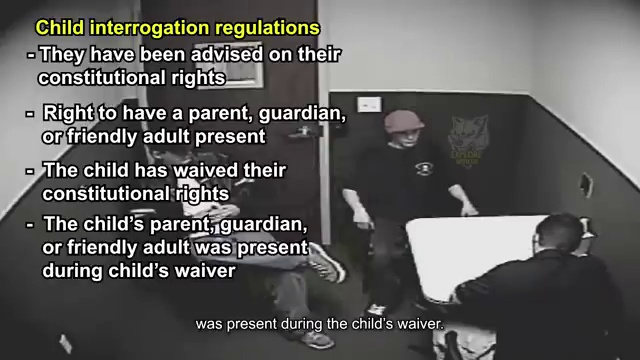 Child interrogation regulations
- They have been advised on their
constitutional rights
- Right to have a parent, guardian,
or friendly adult present
- The child has waived their
constitutional rights
- The child's parent, guardian,
or friendly adult was present
during child's waiver
was present during the child's waiver.